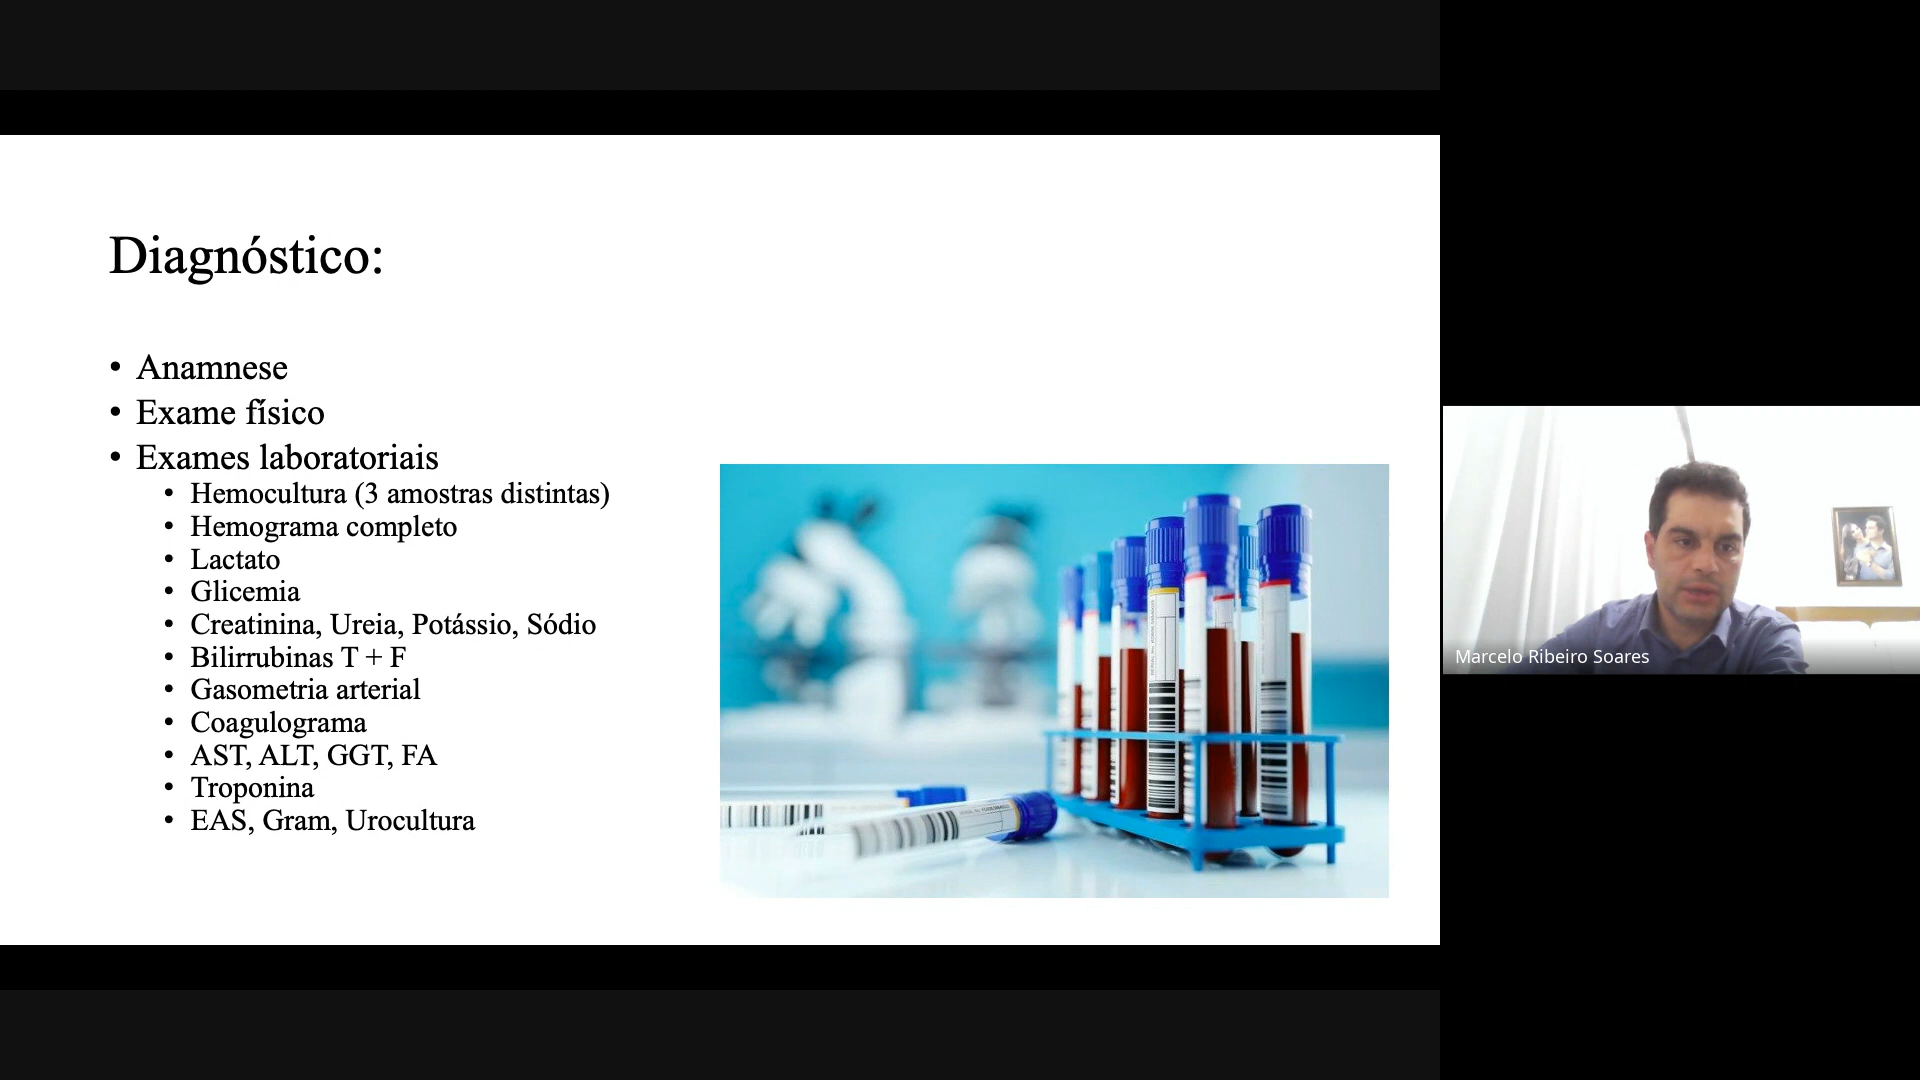 Diagnóstico:
• Anamnese
• Exame físico
• Exames laboratoriais
• Hemocultura (3 amostras distintas)
• Hemograma completo
• Lactato
• Glicemia
• Creatinina, Ureia, Potássio, Sódio
• Bilirrubinas T + F
• Gasometria arterial
• Coagulograma
• AST, ALT, GGT, FA
• Troponina
• EAS, Gram, Urocultura
Marcelo Ribeiro Soares